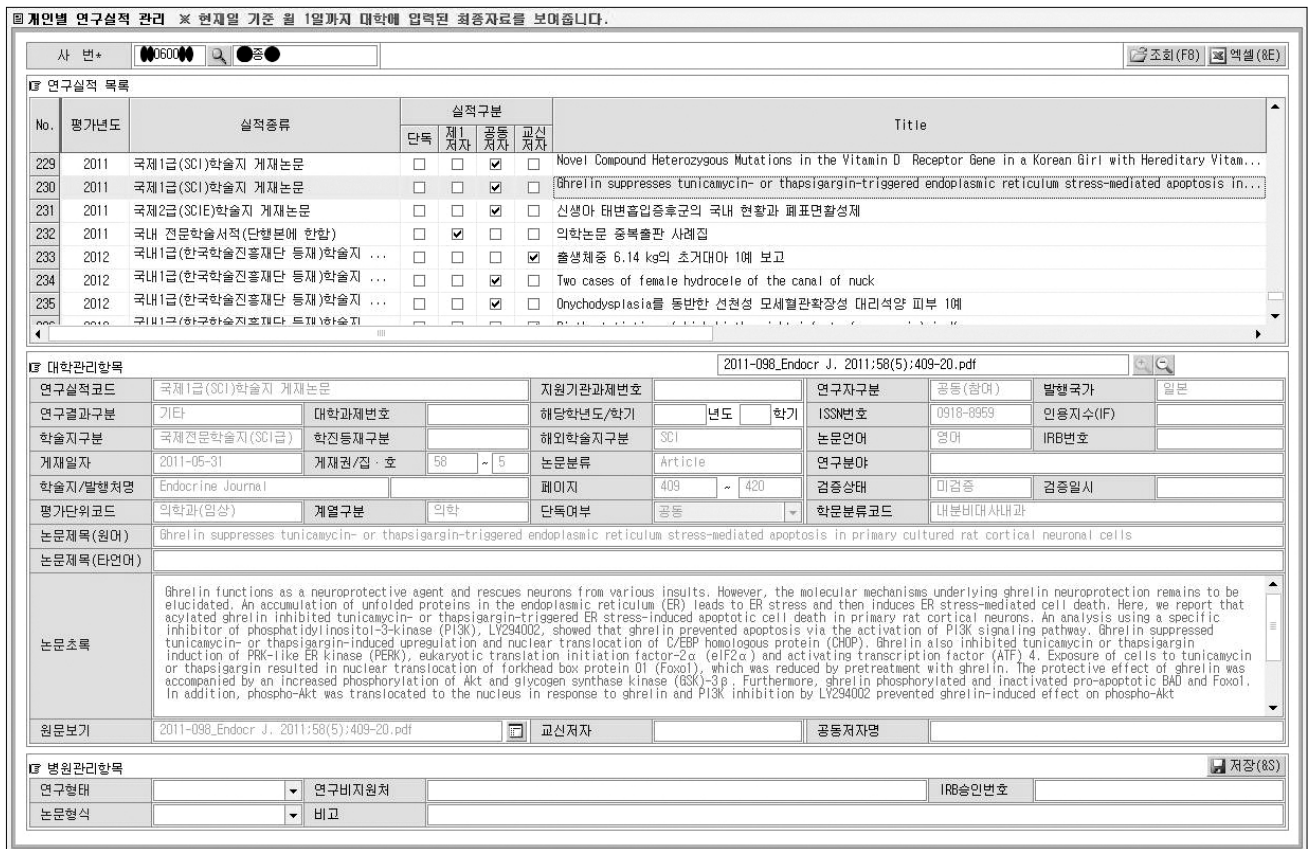 개인별 연구실적 관리 ※ 현재일 기준 월 1일까지 대학에 입력된 최종자료를 보여줍니다.
사 번* 0600 종 조회(F8) 엑셀(&E)
☞ 연구실적 목록
No. 평가년도 실적종류 실적구분 Title
단독 제1저자 공동저자 교신저자
229 2011 국제1급(SCI)학술지 게재논문 Novel Compound Heterozygous Mutations in the Vitamin D Receptor Gene in a Korean Girl with Hereditary Vitam...
230 2011 국제1급(SCI)학술지 게재논문 Ghrelin suppresses tunicamycin- or thapsigargin-triggered endoplasmic reticulum stress-mediated apoptosis in...
231 2011 국제2급(SCIE)학술지 게재논문 신생아 태변흡입증후군의 국내 현황과 폐표면활성제
232 2011 국내 전문학술서적(단행본에 한함) 의학논문 중복출판 사례집
233 2012 국내1급(한국학술진흥재단 등재)학술지 ... 출생체중 6.14 kg의 초거대아 1예 보고
234 2012 국내1급(한국학술진흥재단 등재)학술지 ... Two cases of female hydrocele of the canal of nuck
235 2012 국내1급(한국학술진흥재단 등재)학술지 ... Onychodysplasia를 동반한 선천성 모세혈관확장성 대리석양 피부 1예
☞ 대학관리항목 2011-098_Endocr J. 2011;58(5);409-20.pdf
연구실적코드 국제1급(SCI)학술지 게재논문 지원기관과제번호 연구자구분 공동(참여) 발행국가 일본
연구결과구분 기타 대학과제번호 해당학년도/학기 년도 학기 ISSN번호 0918-8959 인용지수(IF)
학술지구분 국제전문학술지(SCI급) 학진등재구분 해외학술지구분 SCI 논문언어 영어 IRB번호
게재일자 2011-05-31 게재권/집·호 58 ~ 5 논문분류 Article 연구분야
학술지/발행처명 Endocrine Journal 페이지 409 ~ 420 검증상태 미검증 검증일시
평가단위코드 의학과(임상) 계열구분 의학 단독여부 공동 학문분류코드 내분비대사내과
논문제목(원어) Ghrelin suppresses tunicamycin- or thapsigargin-triggered endoplasmic reticulum stress-mediated apoptosis in primary cultured rat cortical neuronal cells
논문제목(타언어)
논문초록
Ghrelin functions as a neuroprotective agent and rescues neurons from various insults. However, the molecular mechanisms underlying ghrelin neuroprotection remains to be
elucidated. An accumulation of unfolded proteins in the endoplasmic reticulum (ER) leads to ER stress and then induces ER stress-mediated cell death. Here, we report that
acylated ghrelin inhibited tunicamycin- or thapsigargin-triggered ER stress-induced apoptotic cell death in primary rat cortical neurons. An analysis using a specific
inhibitor of phosphatidylinositol-3-kinase (PI3K), LY294002, showed that ghrelin prevented apoptosis via the activation of PI3K signaling pathway. Ghrelin suppressed
tunicamycin- or thapsigargin-induced upregulation and nuclear translocation of C/EBP homologous protein (CHOP). Ghrelin also inhibited tunicamycin or thapsigargin
induction of PRK-like ER kinase (PERK), eukaryotic translation initiation factor-2α (eIF2α) and activating transcription factor (ATF) 4. Exposure of cells to tunicamycin
or thapsigargin resulted in nuclear translocation of forkhead box protein O1 (Foxo1), which was reduced by pretreatment with ghrelin. The protective effect of ghrelin was
accompanied by an increased phosphorylation of Akt and glycogen synthase kinase (GSK)-3β. Furthermore, ghrelin phosphorylated and inactivated pro-apoptotic BAD and Foxo1.
In addition, phospho-Akt was translocated to the nucleus in response to ghrelin and PI3K inhibition by LY294002 prevented ghrelin-induced effect on phospho-Akt
원문보기 2011-098_Endocr J. 2011;58(5);409-20.pdf 교신저자 공동저자명
☞ 병원관리항목 저장(&S)
연구형태 연구비지원처 IRB승인번호
논문형식 비고